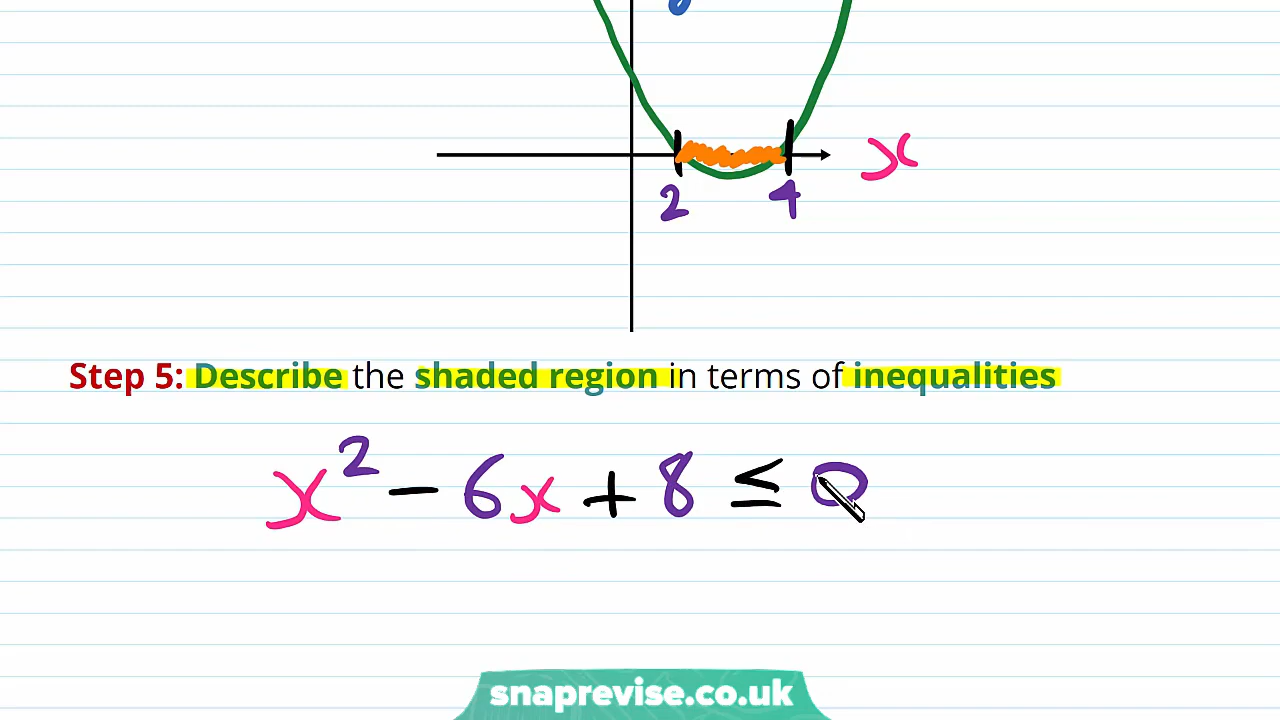 x
2 4
Step 5: Describe the shaded region in terms of inequalities
x² - 6x + 8 ≤ 0
snaprevise.co.uk